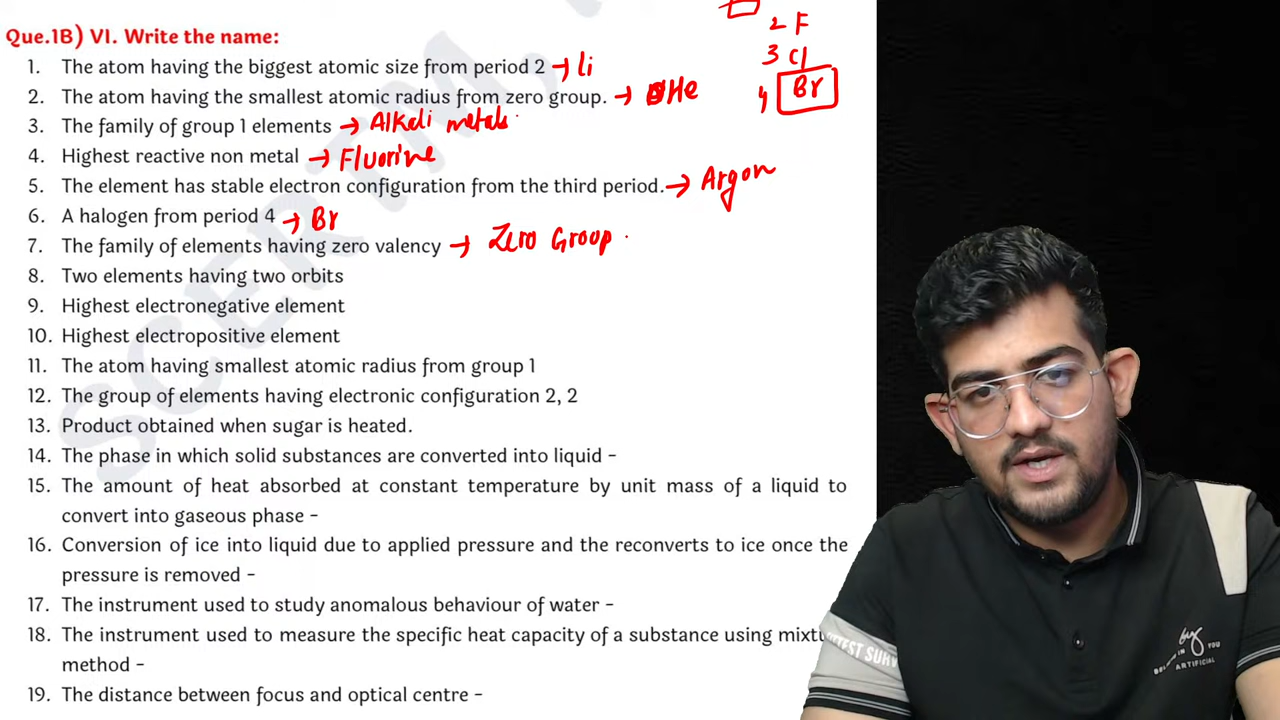 Que.1B) VI. Write the name:
2 F
3 Cl
4 Br
1. The atom having the biggest atomic size from period 2 → Li
2. The atom having the smallest atomic radius from zero group. → He
3. The family of group 1 elements → Alkali metals
4. Highest reactive non metal → Fluorine
5. The element has stable electron configuration from the third period. → Argon
6. A halogen from period 4 → Br
7. The family of elements having zero valency → Zero Group
8. Two elements having two orbits
9. Highest electronegative element
10. Highest electropositive element
11. The atom having smallest atomic radius from group 1
12. The group of elements having electronic configuration 2, 2
13. Product obtained when sugar is heated.
14. The phase in which solid substances are converted into liquid –
15. The amount of heat absorbed at constant temperature by unit mass of a liquid to
convert into gaseous phase –
16. Conversion of ice into liquid due to applied pressure and the reconverts to ice once the
pressure is removed –
17. The instrument used to study anomalous behaviour of water –
18. The instrument used to measure the specific heat capacity of a substance using
method –
19. The distance between focus and optical centre –
YOU
ARTIFICIAL